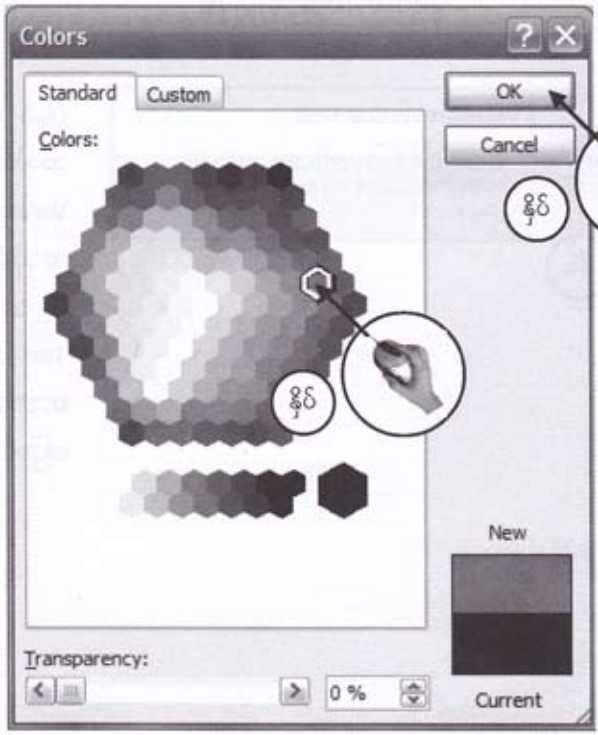 Colors
Standard Custom
Colors:
OK
Cancel
နှိပ်
နှိပ်
New
Transparency:
0 %
Current